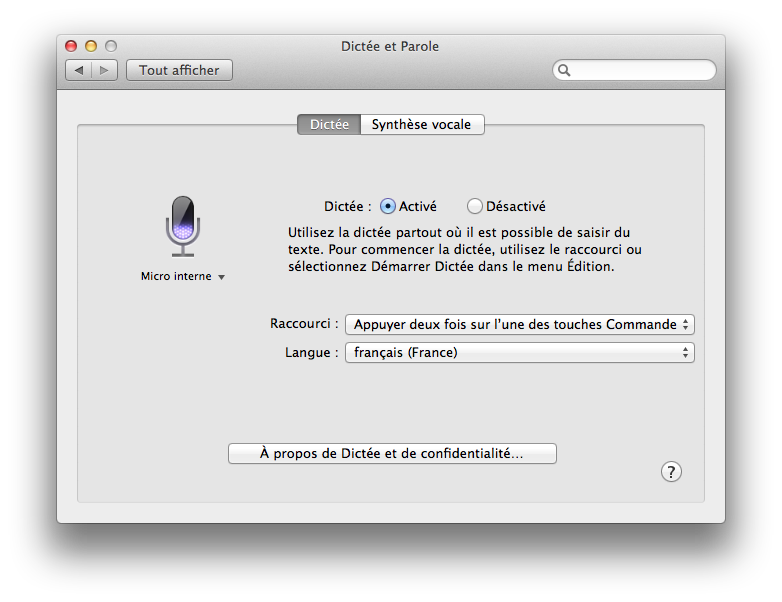 Dictée et Parole
Tout afficher
Dictée
Synthèse vocale
Dictée :
Activé
Désactivé
Utilisez la dictée partout où il est possible de saisir du
texte. Pour commencer la dictée, utilisez le raccourci ou
sélectionnez Démarrer Dictée dans le menu Édition.
Micro interne
Raccourci :
Appuyer deux fois sur l'une des touches Commande
Langue :
français (France)
À propos de Dictée et de confidentialité...
?